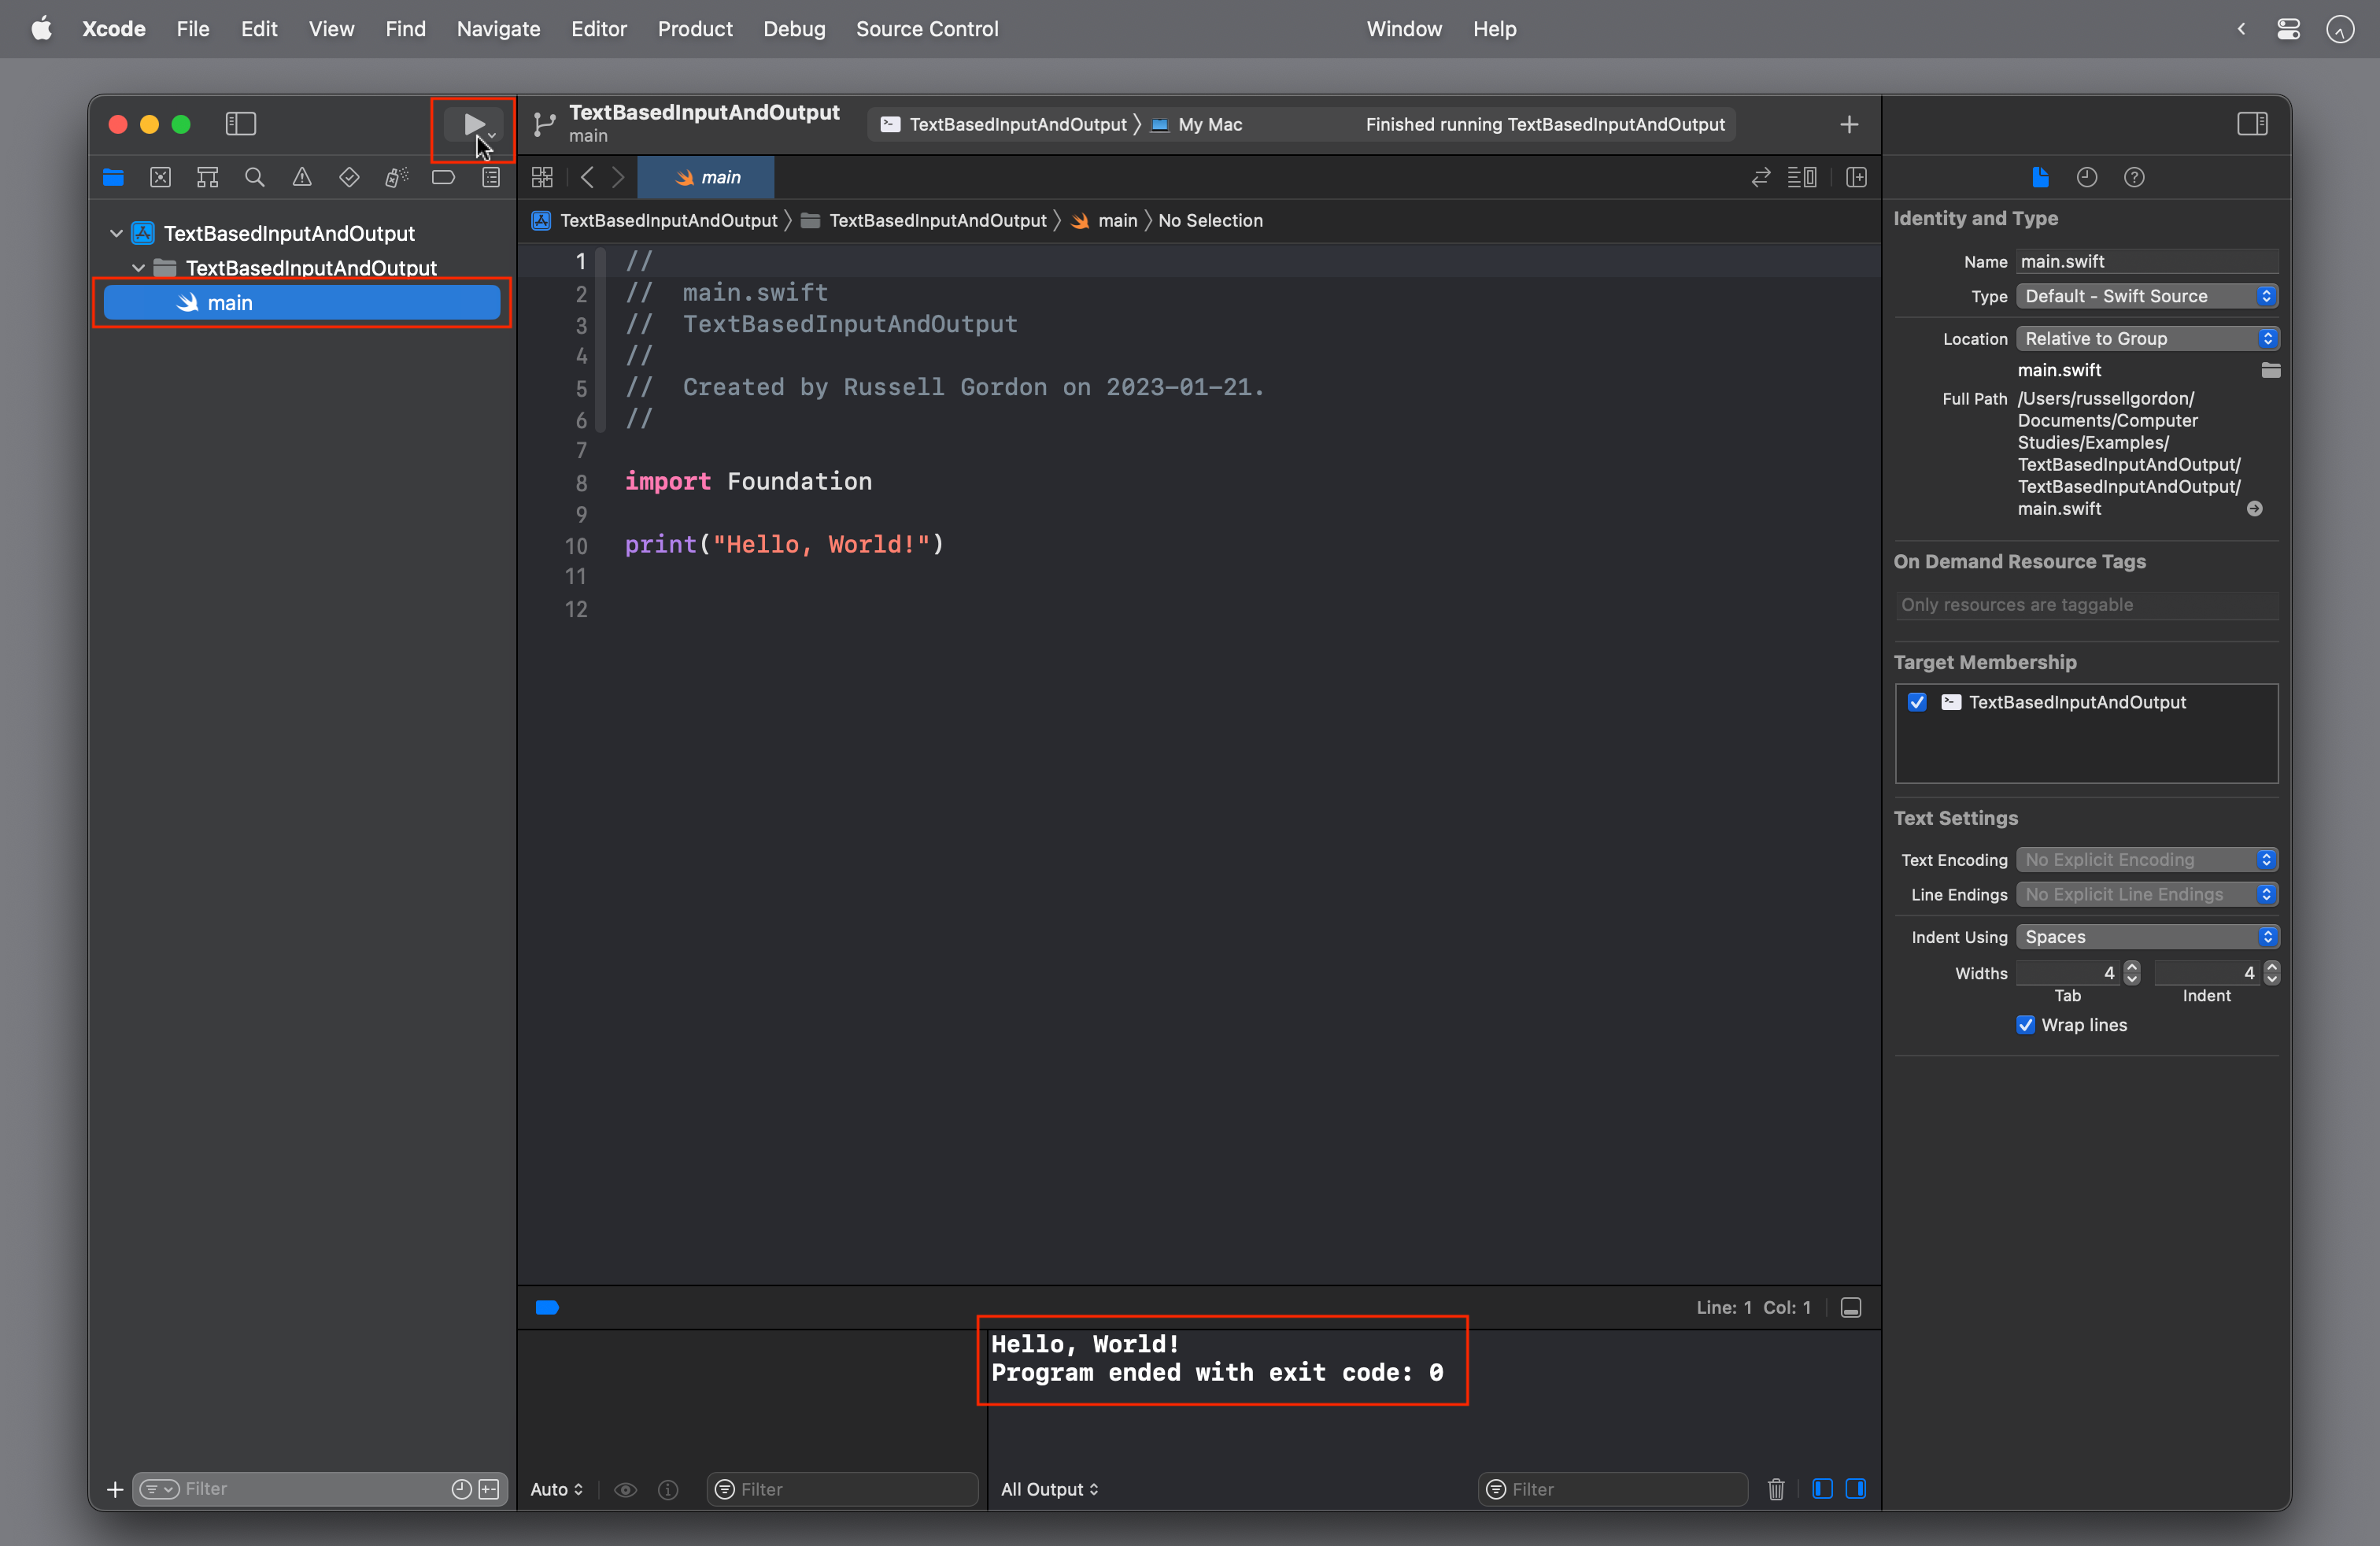 Xcode File Edit View Find Navigate Editor Product Debug Source Control Window Help
TextBasedInputAndOutput
main
TextBasedInputAndOutput My Mac
Finished running TextBasedInputAndOutput
main
TextBasedInputAndOutput
TextBasedInputAndOutput
main
TextBasedInputAndOutput TextBasedInputAndOutput main No Selection
1 //
2 //  main.swift
3 //  TextBasedInputAndOutput
4 //
5 //  Created by Russell Gordon on 2023-01-21.
6 //
7
8 import Foundation
9
10 print("Hello, World!")
11
12
Line: 1 Col: 1
Hello, World!
Program ended with exit code: 0
Filter
Auto
Filter
All Output
Filter
Identity and Type
Name main.swift
Type Default - Swift Source
Location Relative to Group
main.swift
Full Path /Users/russellgordon/
Documents/Computer
Studies/Examples/
TextBasedInputAndOutput/
TextBasedInputAndOutput/
main.swift
On Demand Resource Tags
Only resources are taggable
Target Membership
TextBasedInputAndOutput
Text Settings
Text Encoding No Explicit Encoding
Line Endings No Explicit Line Endings
Indent Using Spaces
Widths 4 4
Tab Indent
Wrap lines